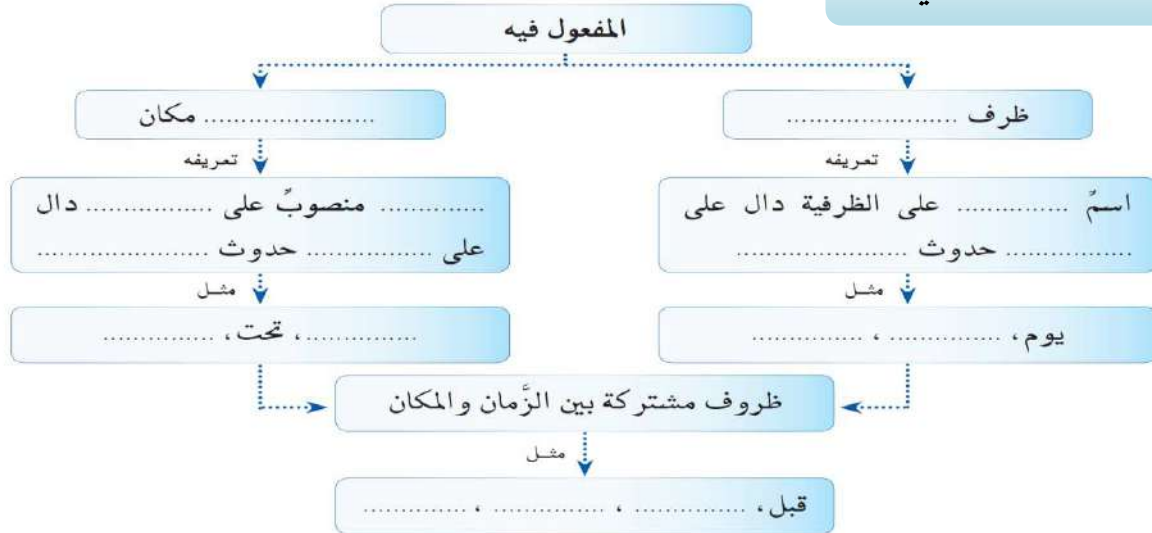 المفعول فيه
ظرف ........................
........................ مكان
تعريفه
تعريفه
اسمٌ ............... على الظرفية دال على
................. حدوث ........................
.............. منصوبٌ على ................. دال
على ................. حدوث ........................
مثـل
مثـل
يوم، ............... ، ...............
...............، تحت، ...............
ظروف مشتركة بين الزَّمان والمكان
مثـل
قبل، ............... ، ............... ، ..............